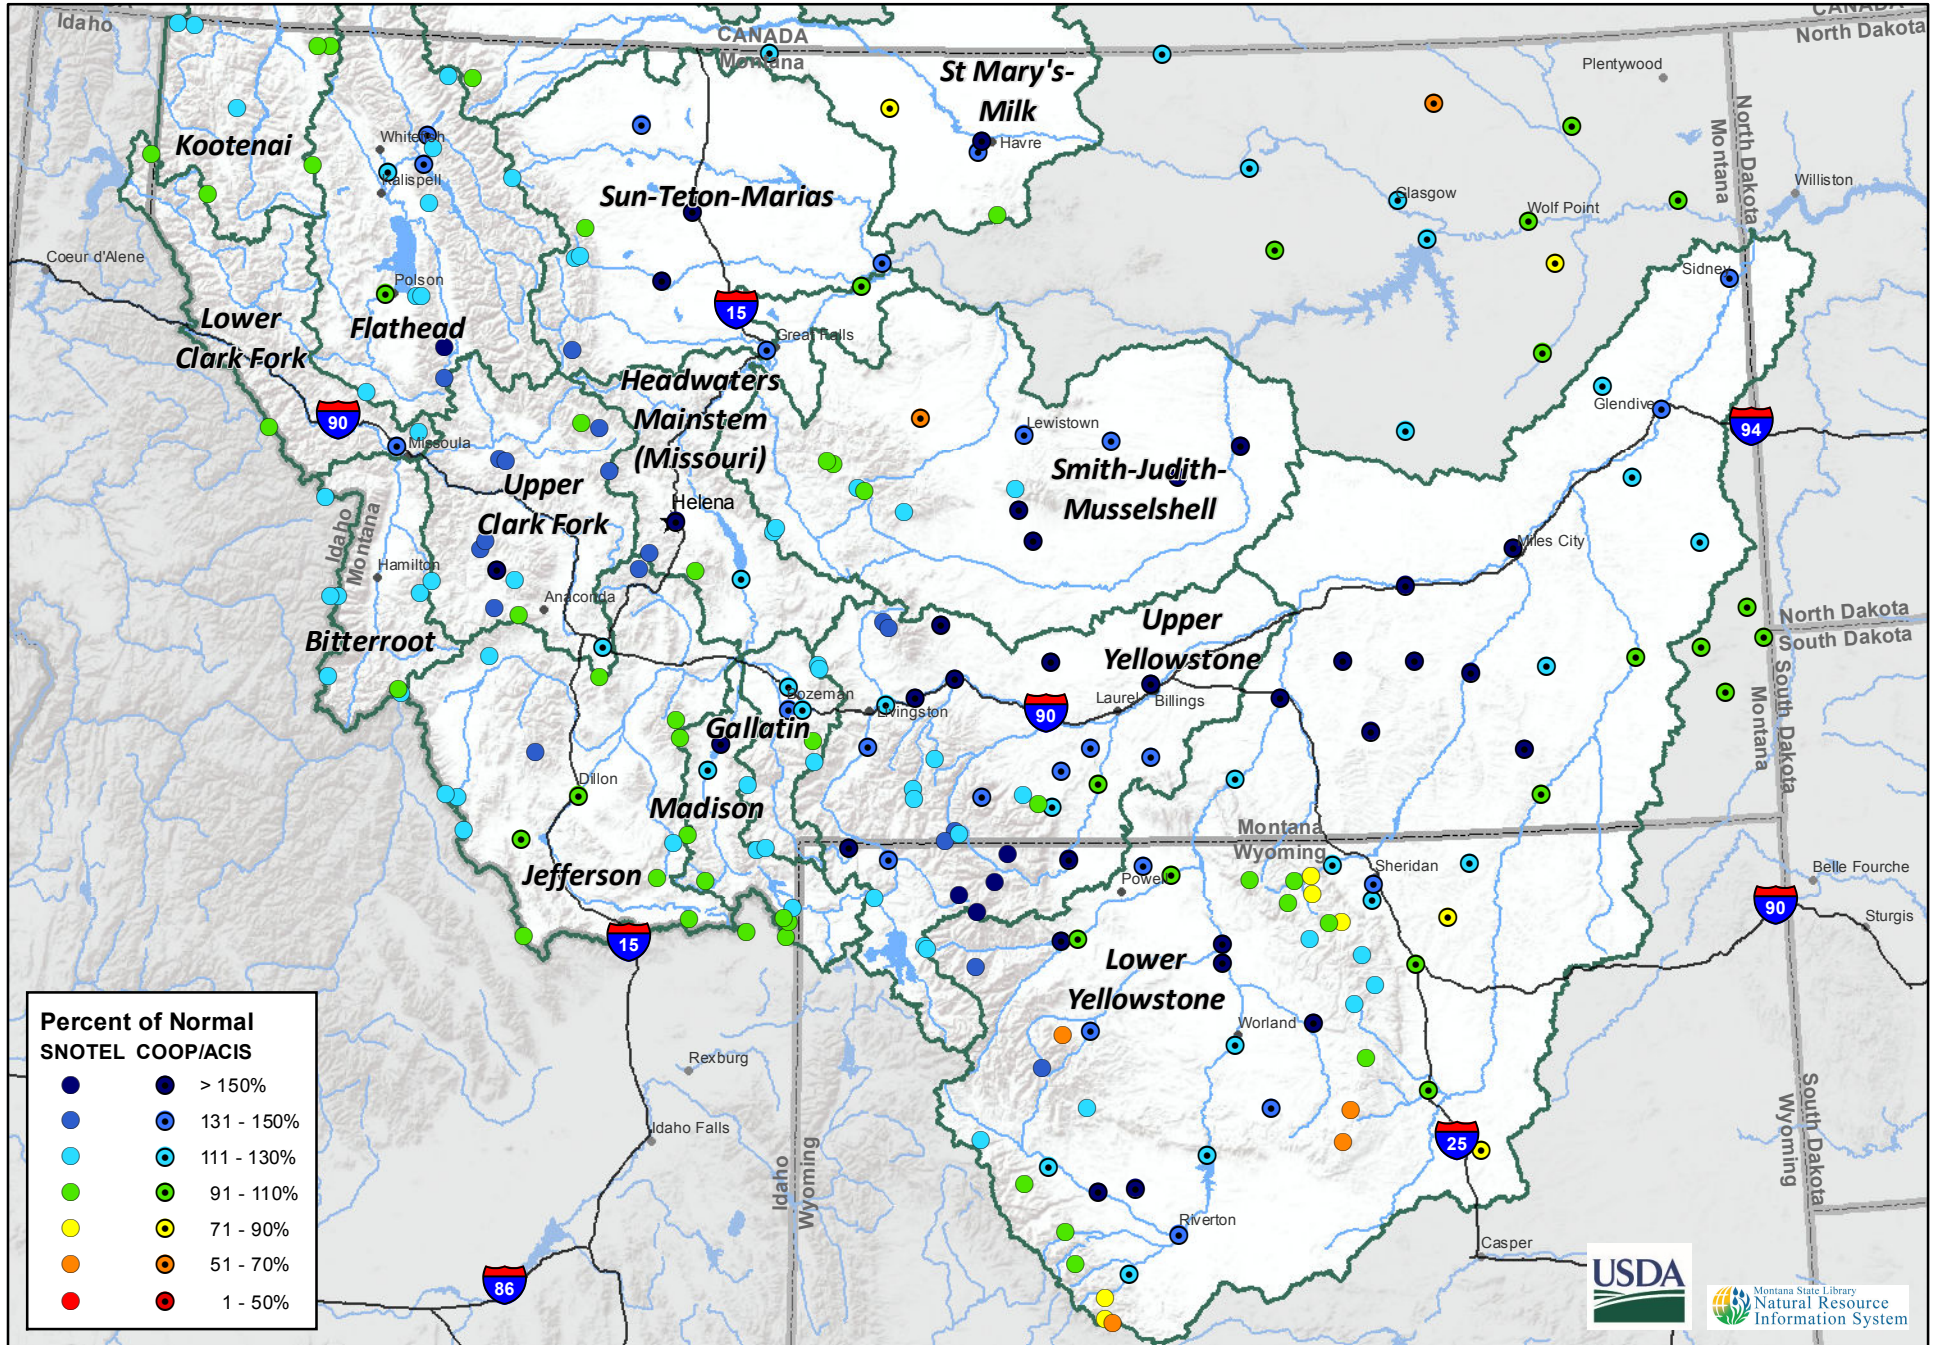 Idaho
CANADA
Montana
CANADA
North Dakota
St Mary's-
Milk
Plentywood
Kootenai
Whitefish
Havre
North Dakota
Montana
Kalispell
Sun-Teton-Marias
Glasgow
Wolf Point
Williston
Coeur d'Alene
Polson
Sidney
Lower
Clark Fork
Flathead
15
Great Falls
Headwaters
Mainstem
(Missouri)
90
Missoula
Lewistown
Glendive
94
Smith-Judith-
Musselshell
Upper
Clark Fork
Helena
Idaho
Montana
Hamilton
Miles City
Anaconda
Bitterroot
Upper
Yellowstone
North Dakota
South Dakota
Bozeman
Livingston
Laurel
Billings
90
Gallatin
South Dakota
Montana
Dillon
Madison
Montana
Wyoming
Jefferson
Powell
Sheridan
Belle Fourche
90
Sturgis
15
Lower
Yellowstone
Worland
Rexburg
Idaho Falls
Idaho
Wyoming
25
South Dakota
Wyoming
Riverton
Casper
86
Percent of Normal
SNOTEL COOP/ACIS
> 150%
131 - 150%
111 - 130%
91 - 110%
71 - 90%
51 - 70%
1 - 50%
USDA
Montana State Library
Natural Resource
Information System